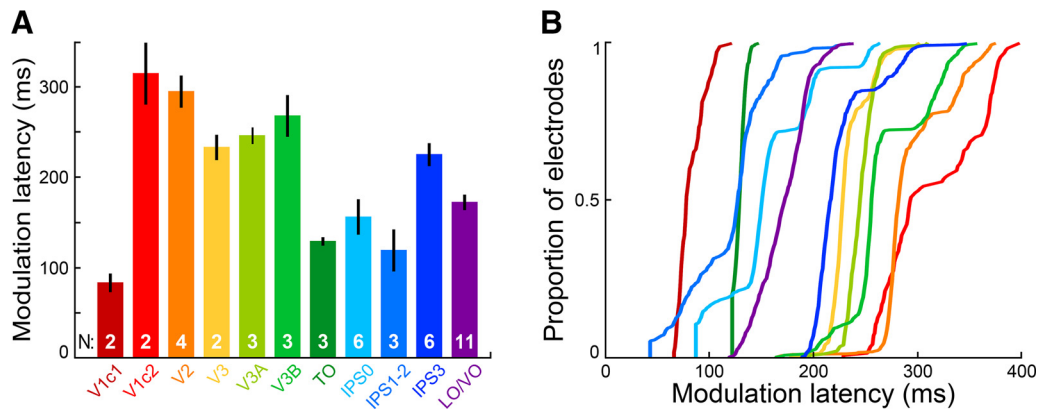 A
Modulation latency (ms)
300
200
100
0
N: 2 2 4 2 3 3 3 6 3 6 11
V1c1 V1c2 V2 V3 V3A V3B TO IPS0 IPS1-2 IPS3 LO/VO
B
Proportion of electrodes
1
0.5
0
100 200 300 400
Modulation latency (ms)